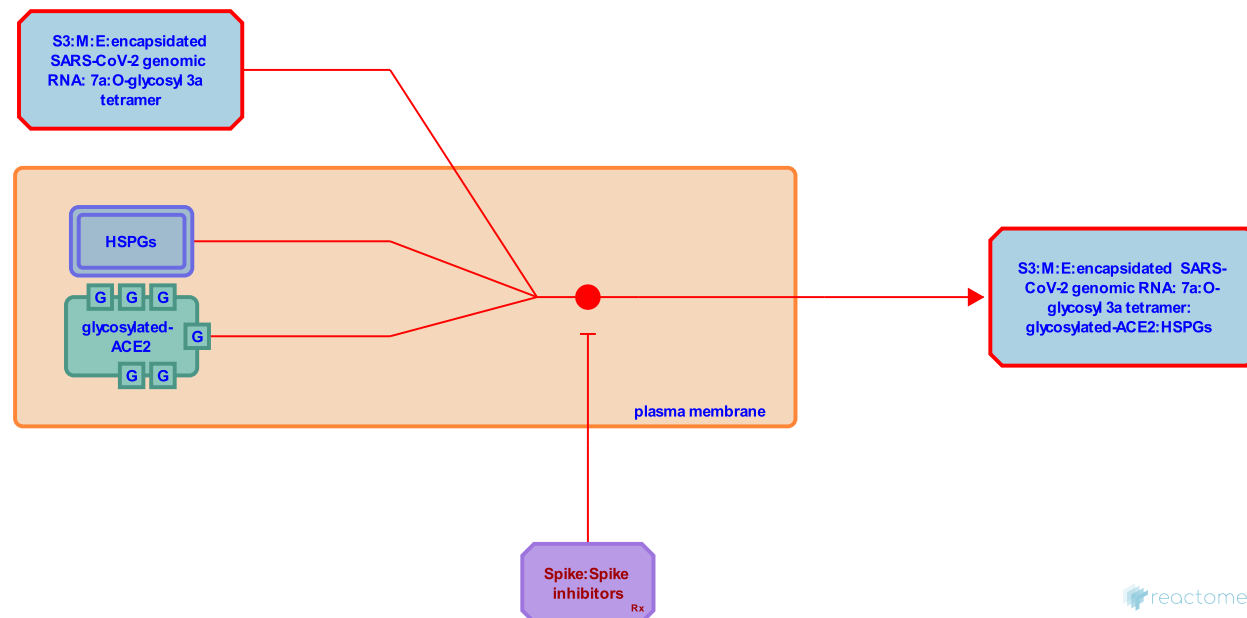 S3:M:E:encapsidated
SARS-CoV-2 genomic
RNA: 7a:O-glycosyl 3a
tetramer
HSPGs
G G G
glycosylated-
ACE2
G
G G
plasma membrane
S3:M:E:encapsidated SARS-
CoV-2 genomic RNA: 7a:O-
glycosyl 3a tetramer:
glycosylated-ACE2:HSPGs
Spike:Spike
inhibitors
Rx
reactome